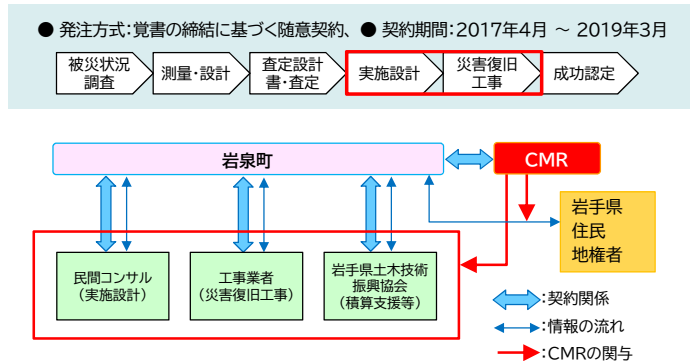 ● 発注方式：覚書の締結に基づく随意契約、 ● 契約期間：2017年4月 ～ 2019年3月
被災状況
調査
測量・設計
査定設計
書・査定
実施設計
災害復旧
工事
成功認定
岩泉町
CMR
岩手県
住民
地権者
民間コンサル
（実施設計）
工事業者
（災害復旧工事）
岩手県土木技術
振興協会
（積算支援等）
：契約関係
：情報の流れ
：CMRの関与